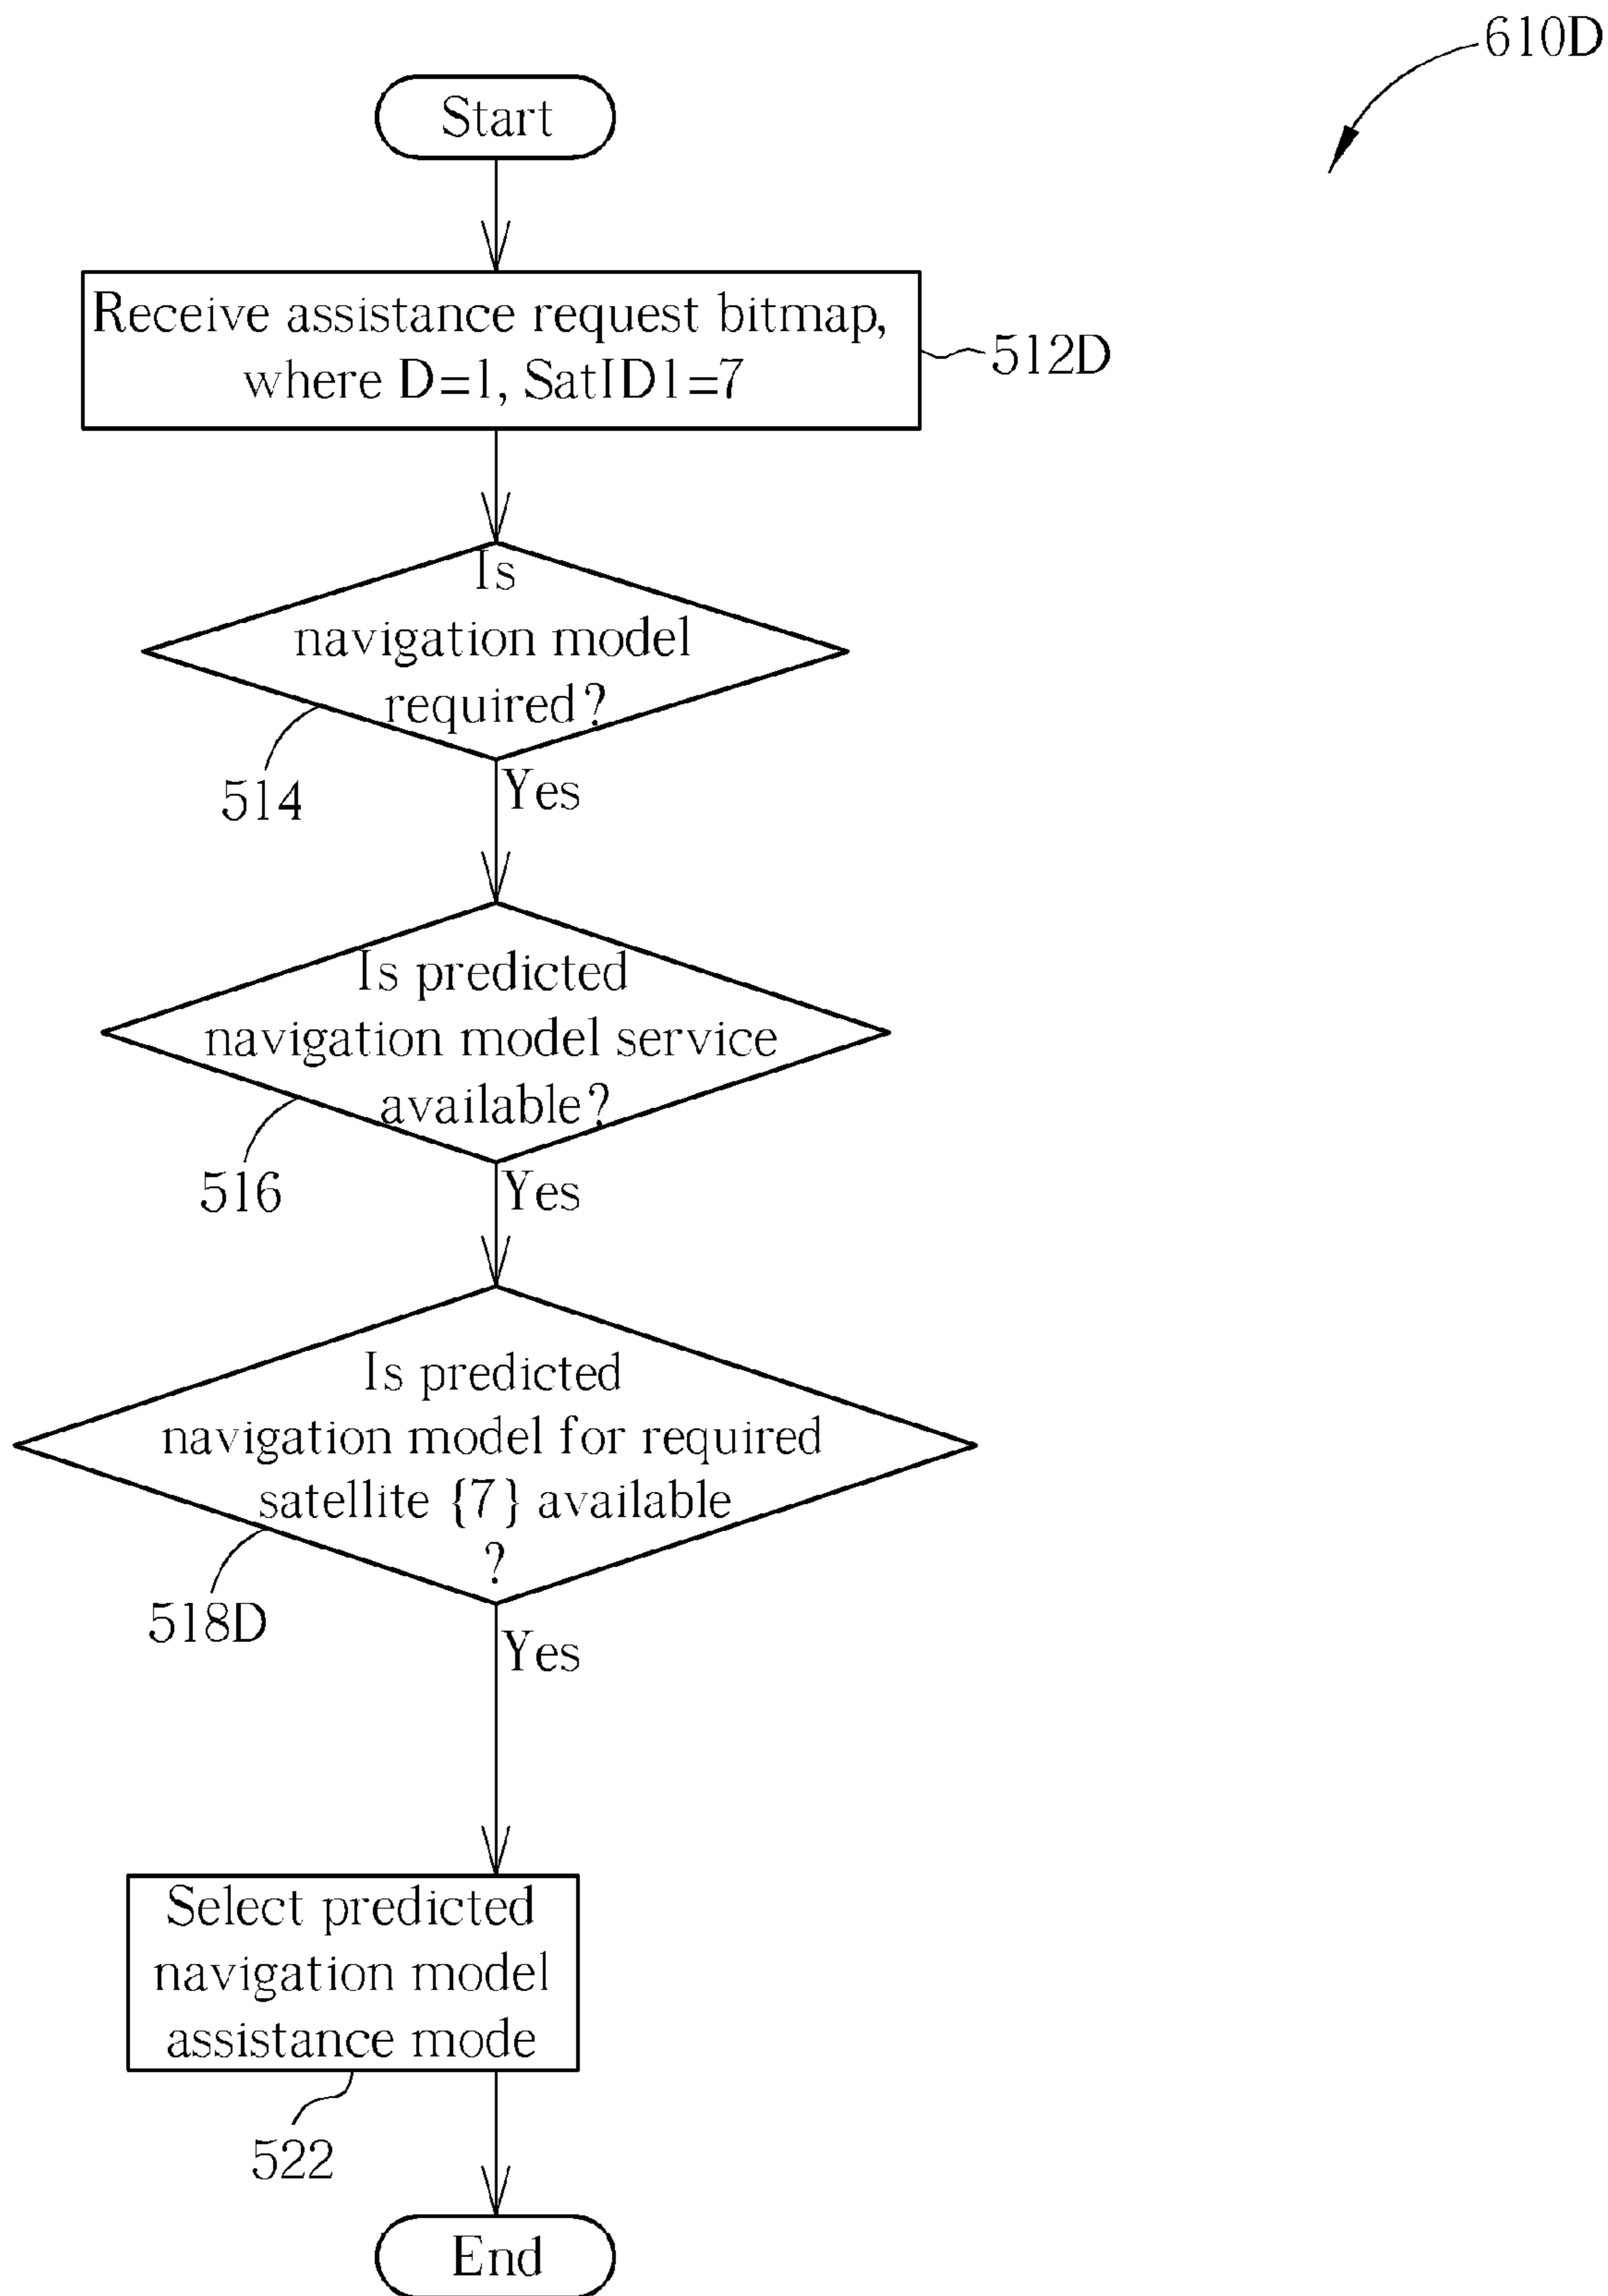 610D
Start
Receive assistance request bitmap,
where D=1, SatID1=7
512D
Is
navigation model
required?
514
Yes
Is predicted
navigation model service
available?
516
Yes
Is predicted
navigation model for required
satellite {7} available
?
518D
Yes
Select predicted
navigation model
assistance mode
522
End